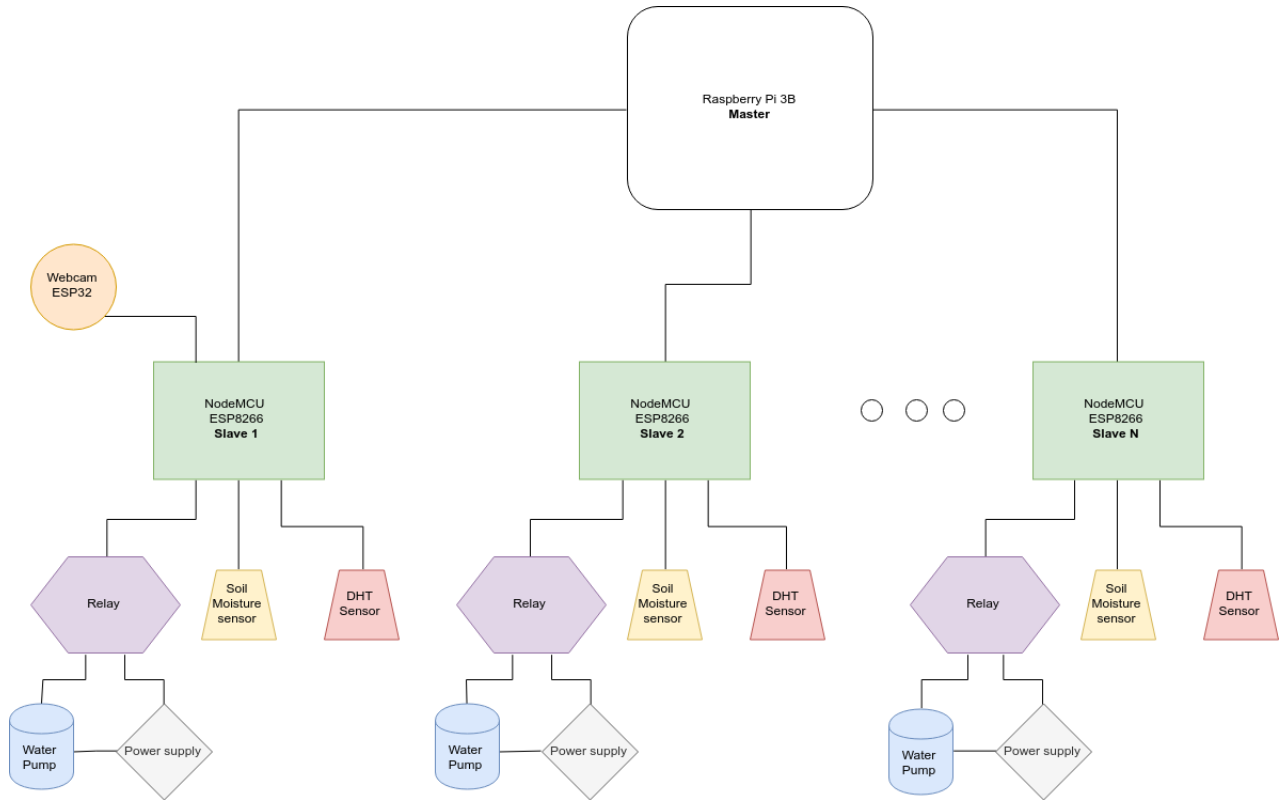 Raspberry Pi 3B
Master
Webcam
ESP32
NodeMCU
ESP8266
Slave 1
NodeMCU
ESP8266
Slave 2
NodeMCU
ESP8266
Slave N
Relay
Soil
Moisture
sensor
DHT
Sensor
Relay
Soil
Moisture
sensor
DHT
Sensor
Relay
Soil
Moisture
sensor
DHT
Sensor
Water
Pump
Power supply
Water
Pump
Power supply
Water
Pump
Power supply